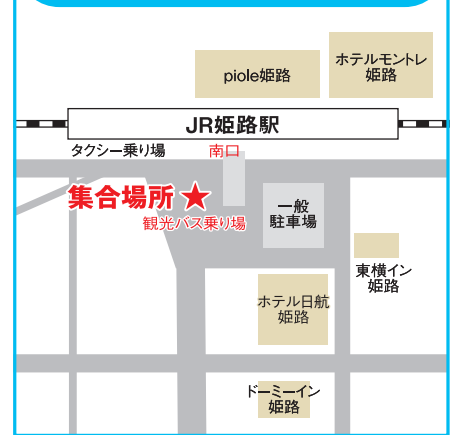 ホテルモントレ
姫路
piole姫路
JR姫路駅
タクシー乗り場
南口
集合場所★
観光バス乗り場
一般
駐車場
東横イン
姫路
ホテル日航
姫路
ドーミーイン
姫路